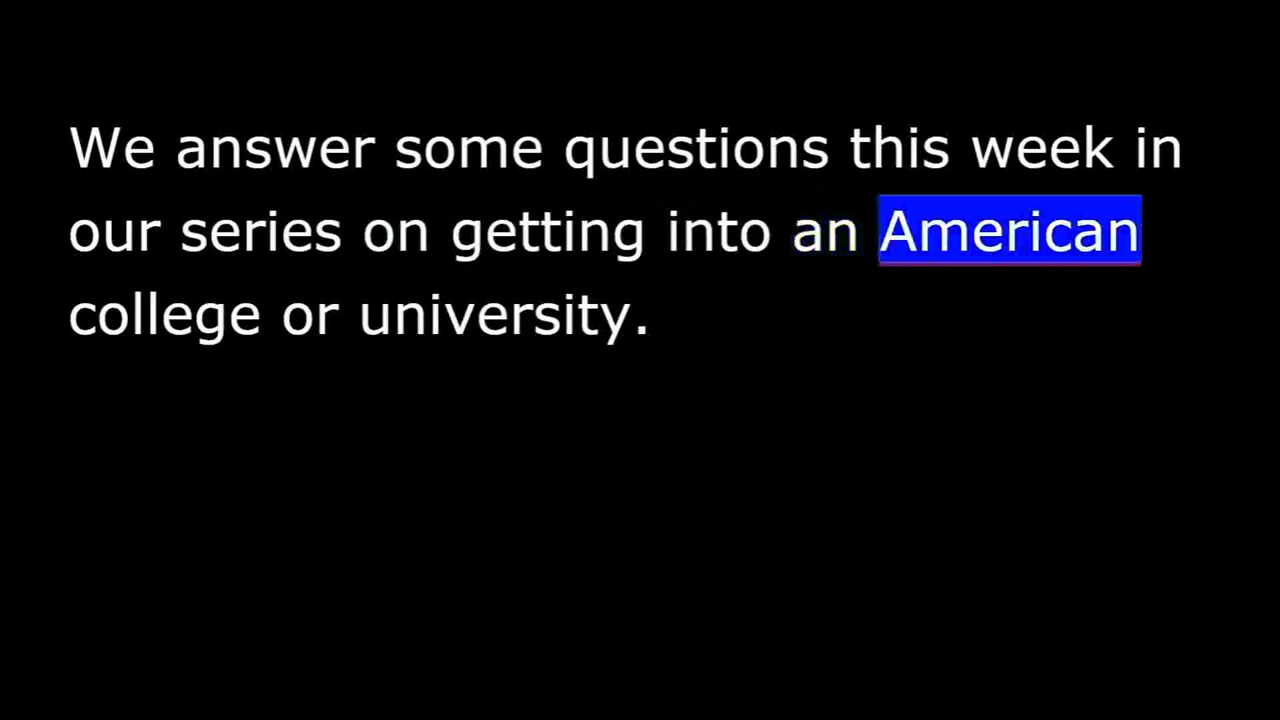 We answer some questions this week in
our series on getting into an American
college or university.